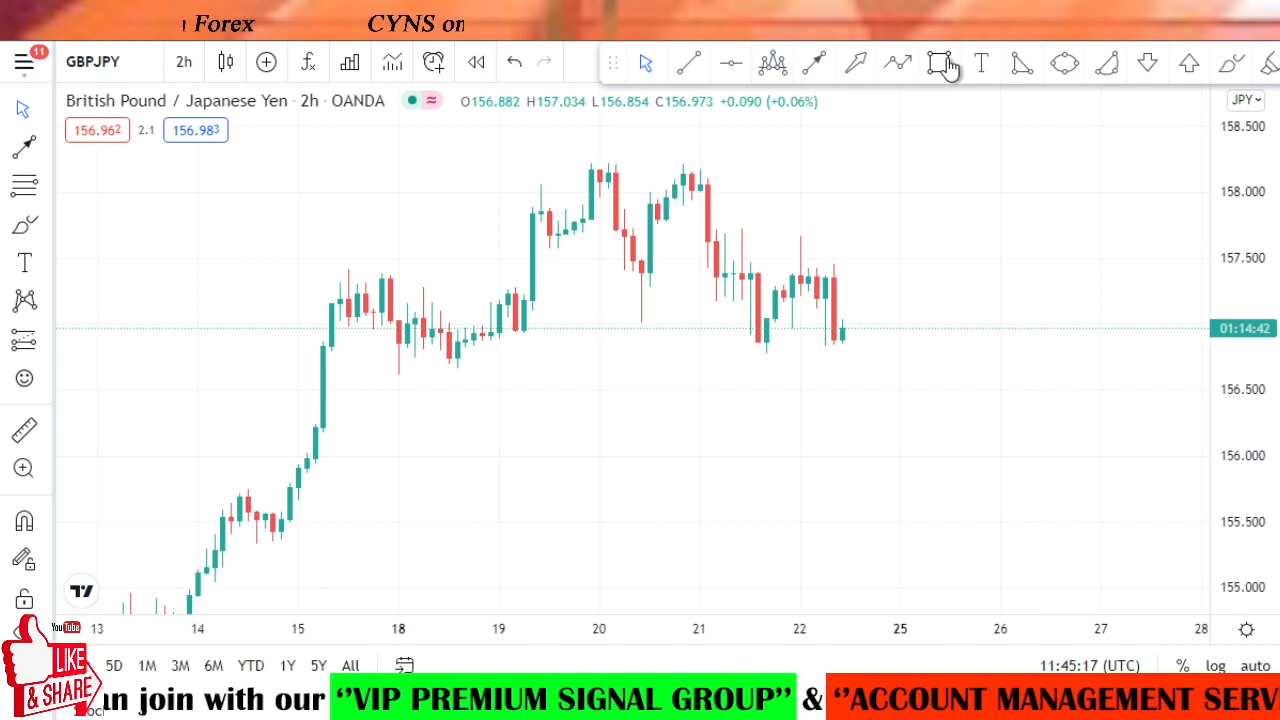 Forex CYNS on
11 GBPJPY 2h
British Pound / Japanese Yen · 2h · OANDA ≈ O156.882 H157.034 L156.854 C156.973 +0.090 (+0.06%) JPY
156.962 2.1 156.983
158.500
158.000
157.500
01:14:42
156.500
156.000
155.500
155.000
13 14 15 18 19 20 21 22 25 26 27 28
5D 1M 3M 6M YTD 1Y 5Y All 11:45:17 (UTC) % log auto
You Tube
LIKE
& SHARE
join with our ‘‘VIP PREMIUM SIGNAL GROUP’’ & ‘‘ACCOUNT MANAGEMENT SERV